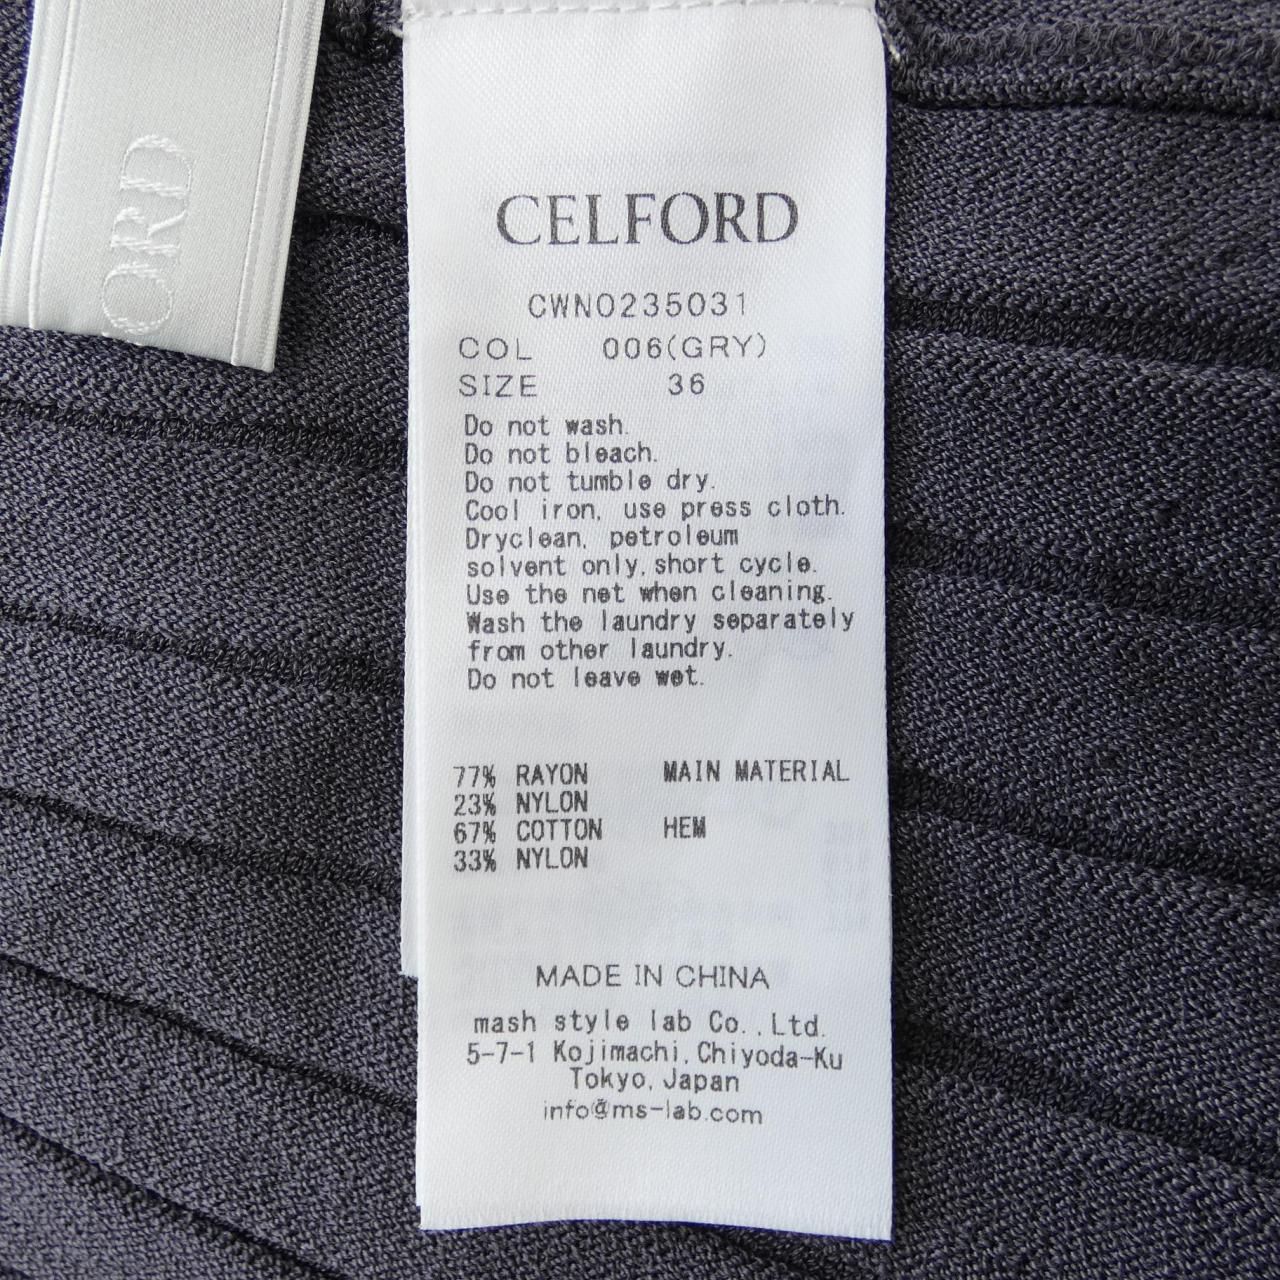 ORD
CELFORD
CWNO235031
COL 006(GRY)
SIZE 36
Do not wash.
Do not bleach.
Do not tumble dry.
Cool iron, use press cloth.
Dryclean, petroleum
solvent only,short cycle.
Use the net when cleaning.
Wash the laundry separately
from other laundry.
Do not leave wet.
77% RAYON MAIN MATERIAL
23% NYLON
67% COTTON HEM
33% NYLON
MADE IN CHINA
mash style lab Co.,Ltd.
5-7-1 Kojimachi,Chiyoda-Ku
Tokyo,Japan
info@ms-lab.com